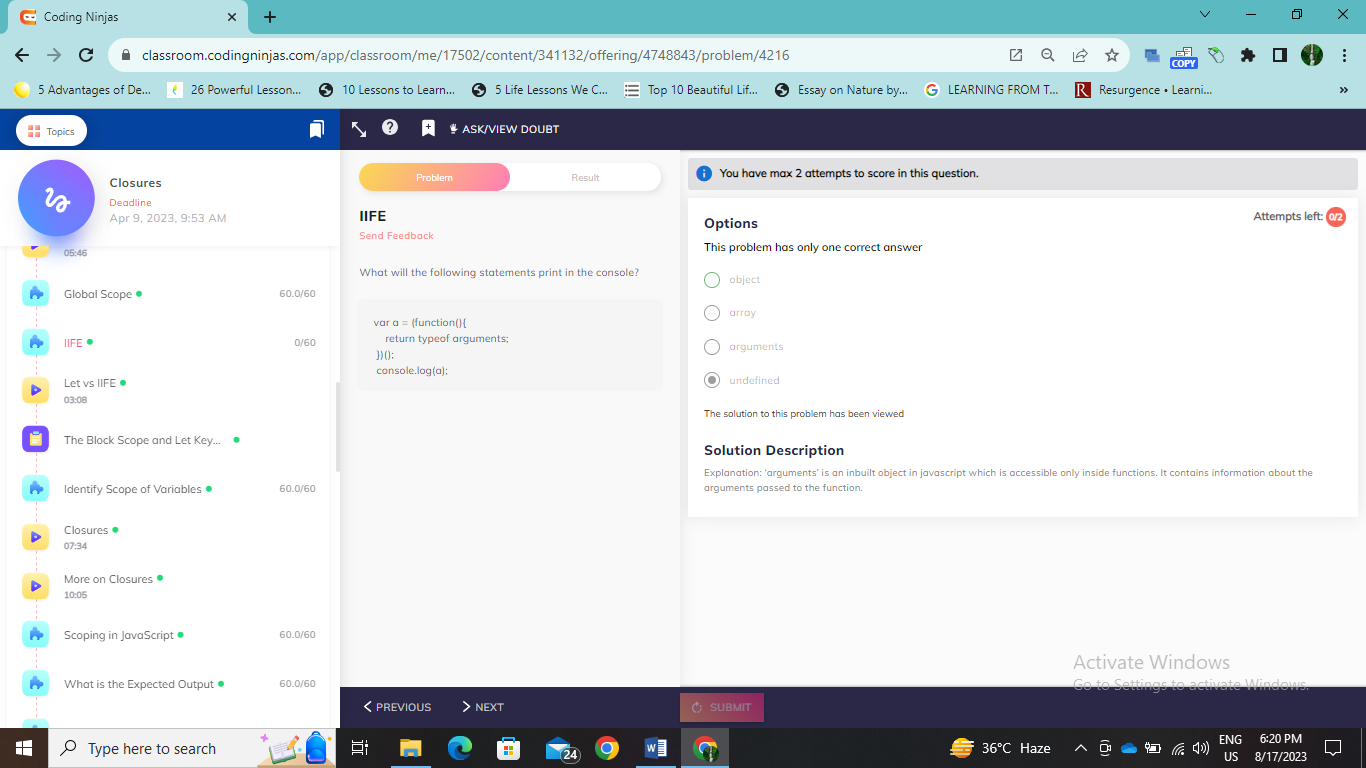 Coding Ninjas
classroom.codingninjas.com/app/classroom/me/17502/content/341132/offering/4748843/problem/4216
COPY
5 Advantages of De...
26 Powerful Lesson...
10 Lessons to Learn...
5 Life Lessons We C...
Top 10 Beautiful Lif...
Essay on Nature by...
LEARNING FROM T...
Resurgence • Learni...
»
Topics
ASK/VIEW DOUBT
Closures
Deadline
Apr 9, 2023, 9:53 AM
05:46
Global Scope
60.0/60
IIFE
0/60
Let vs IIFE
03:08
The Block Scope and Let Key...
Identify Scope of Variables
60.0/60
Closures
07:34
More on Closures
10:05
Scoping in JavaScript
60.0/60
What is the Expected Output
60.0/60
Problem
Result
IIFE
Send Feedback
What will the following statements print in the console?
var a = (function(){
return typeof arguments;
})();
console.log(a);
You have max 2 attempts to score in this question.
Attempts left: 0/2
Options
This problem has only one correct answer
object
array
arguments
undefined
The solution to this problem has been viewed
Solution Description
Explanation: 'arguments' is an inbuilt object in javascript which is accessible only inside functions. It contains information about the
arguments passed to the function.
Activate Windows
Go to Settings to activate Windows.
PREVIOUS
NEXT
SUBMIT
Type here to search
24
36°C Haze
ENG
US
6:20 PM
8/17/2023